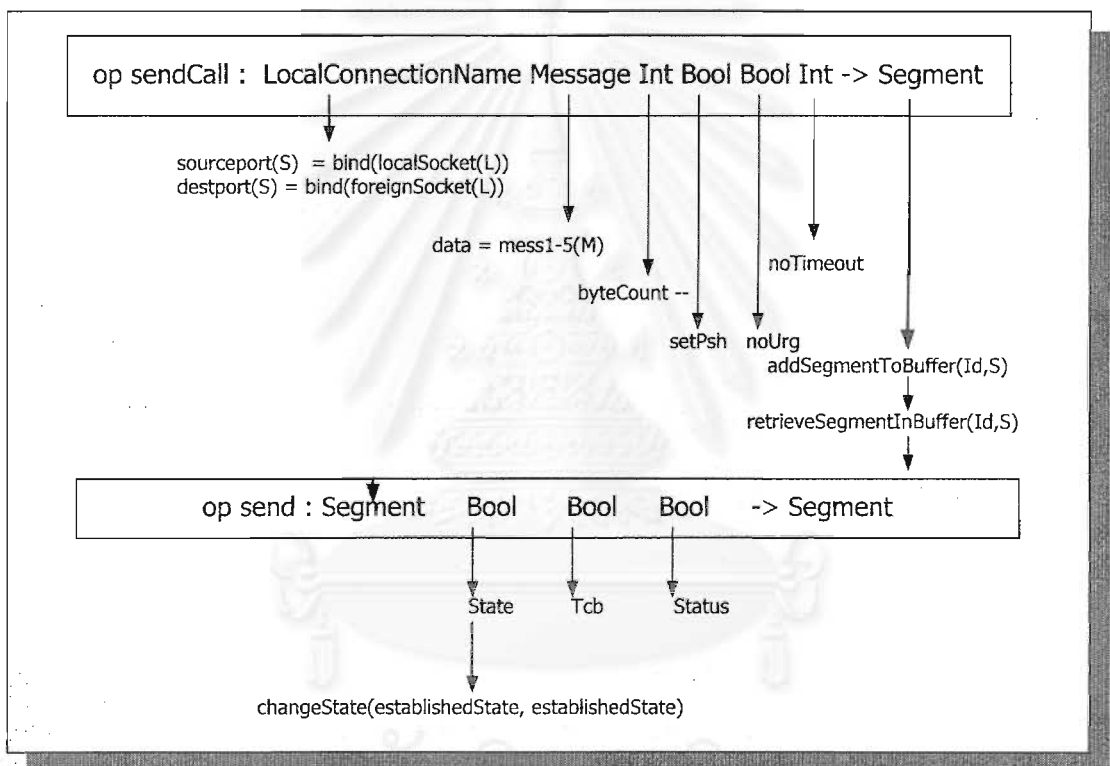 op sendCall : LocalConnectionName Message Int Bool Bool Int -> Segment
sourceport(S) = bind(localSocket(L))
destport(S) = bind(foreignSocket(L))
data = mess1-5(M)
noTimeout
byteCount --
setPsh noUrg
addSegmentToBuffer(Id,S)
retrieveSegmentInBuffer(Id,S)
op send : Segment Bool Bool Bool -> Segment
State Tcb Status
changeState(establishedState, establishedState)